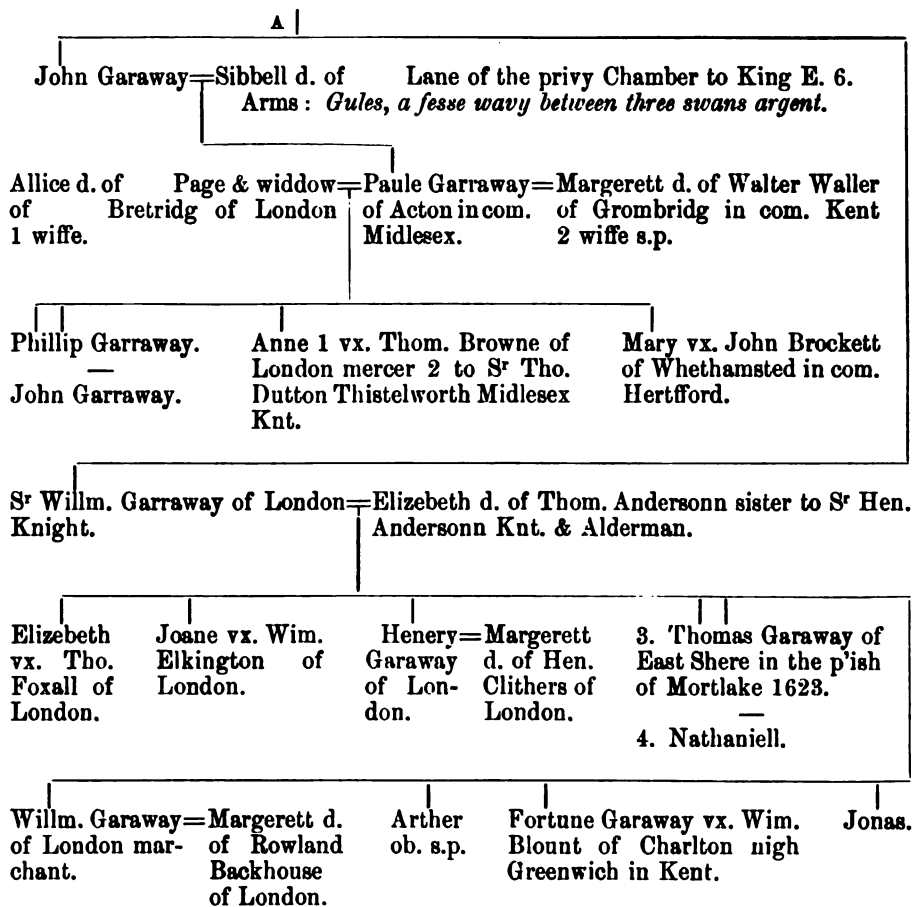 A
John Garaway=Sibbell d. of Lane of the privy Chamber to King E. 6.
Arms: Gules, a fesse wavy between three swans argent.
Allice d. of Page & widdow
of Bretridg of London
1 wiffe.
=Paule Garraway=
of Acton in com.
Midlesex.
Margerett d. of Walter Waller
of Grombridg in com. Kent
2 wiffe s.p.
Phillip Garraway.
—
John Garraway.
Anne 1 vx. Thom. Browne of
London mercer 2 to Sr Tho.
Dutton Thistelworth Midlesex
Knt.
Mary vx. John Brockett
of Whethamsted in com.
Hertfford.
Sr Willm. Garraway of London=
Knight.
Elizebeth d. of Thom. Andersonn sister to Sr Hen.
Andersonn Knt. & Alderman.
Elizebeth
vx. Tho.
Foxall of
London.
Joane vx. Wim.
Elkington of
London.
Henery=
Garaway
of Lon-
don.
Margerett
d. of Hen.
Clithers of
London.
3. Thomas Garaway of
East Shere in the p'ish
of Mortlake 1623.
—
4. Nathaniell.
Willm. Garaway=
of London mar-
chant.
Margerett d.
of Rowland
Backhouse
of London.
Arther
ob. s.p.
Fortune Garaway vx. Wim.
Blount of Charlton nigh
Greenwich in Kent.
Jonas.